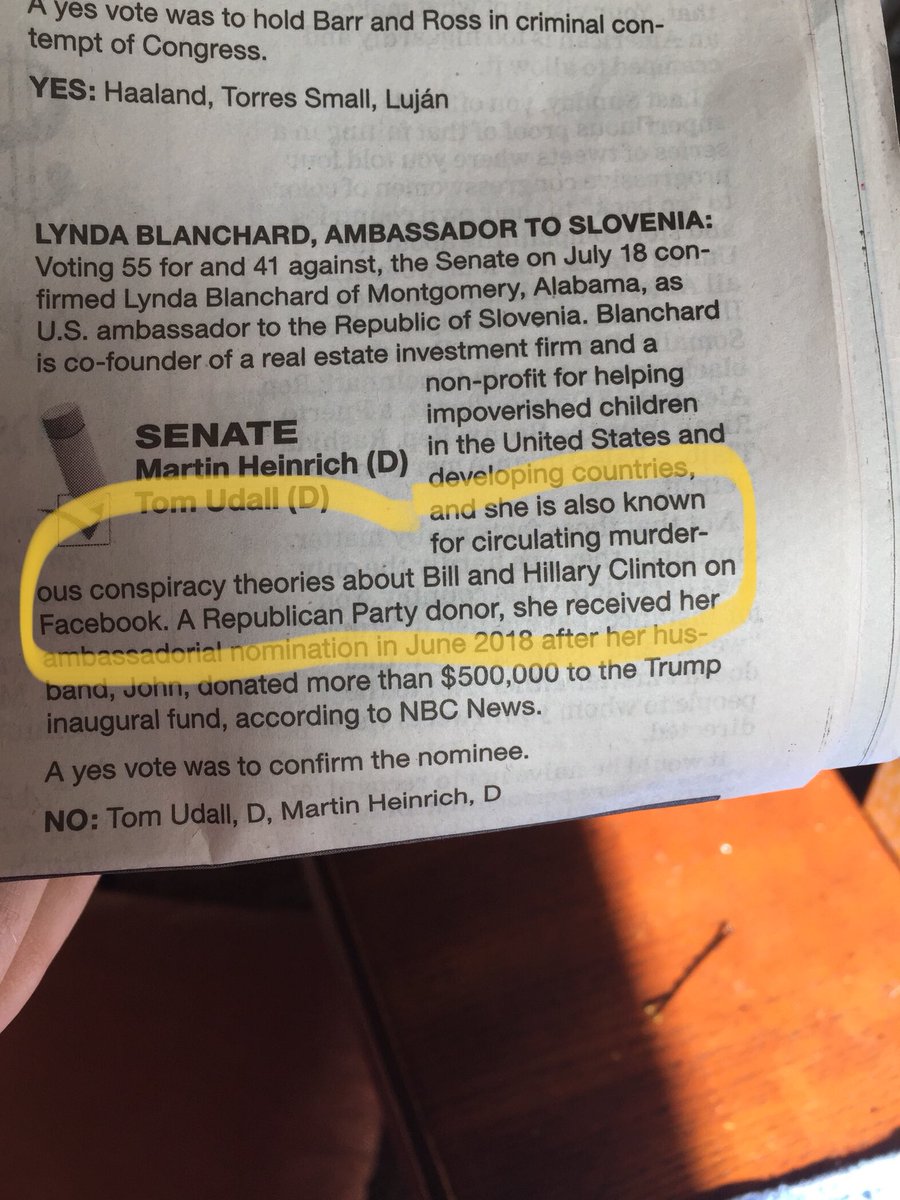 A yes vote was to hold Barr and Ross in criminal con-
tempt of Congress.
YES: Haaland, Torres Small, Luján
LYNDA BLANCHARD, AMBASSADOR TO SLOVENIA:
Voting 55 for and 41 against, the Senate on July 18 con-
firmed Lynda Blanchard of Montgomery, Alabama, as
U.S. ambassador to the Republic of Slovenia. Blanchard
is co-founder of a real estate investment firm and a
non-profit for helping
impoverished children
in the United States and
developing countries,
and she is also known
for circulating murder-
SENATE
Martin Heinrich (D)
Tom Udall (D)
ous conspiracy theories about Bill and Hillary Clinton on
Facebook. A Republican Party donor, she received her
ambassadorial nomination in June 2018 after her hus-
band, John, donated more than $500,000 to the Trump
inaugural fund, according to NBC News.
A yes vote was to confirm the nominee.
NO: Tom Udall, D, Martin Heinrich, D